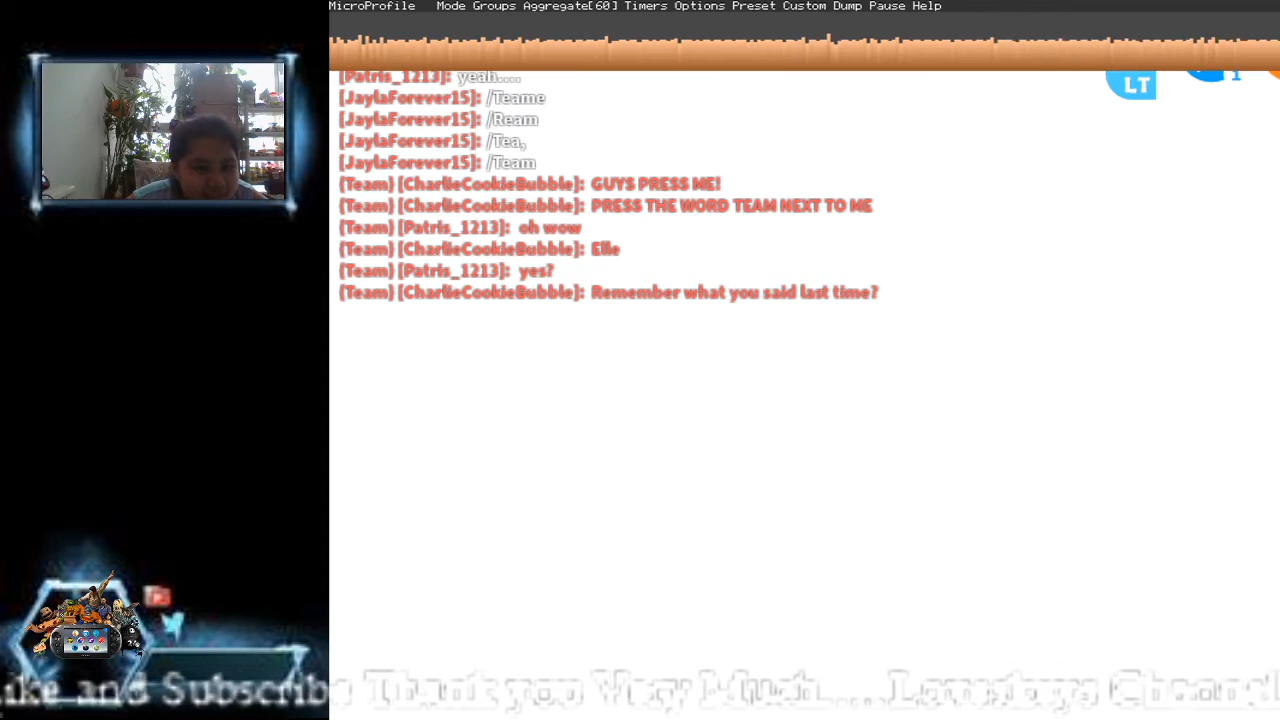 MicroProfile Mode Groups Aggregate[60] Timers Options Preset Custom Dump Pause Help
[Patris_1213]: yeah....
LT 1
[JaylaForever15]: /Teame
[JaylaForever15]: /Ream
[JaylaForever15]: /Tea,
[JaylaForever15]: /Team
(Team) [CharlieCookieBubble]: GUYS PRESS ME!
(Team) [CharlieCookieBubble]: PRESS THE WORD TEAM NEXT TO ME
(Team) [Patris_1213]: oh wow
(Team) [CharlieCookieBubble]: Elle
(Team) [Patris_1213]: yes?
(Team) [CharlieCookieBubble]: Remember what you said last time?
ike and Subscribe Thank you Very Much....